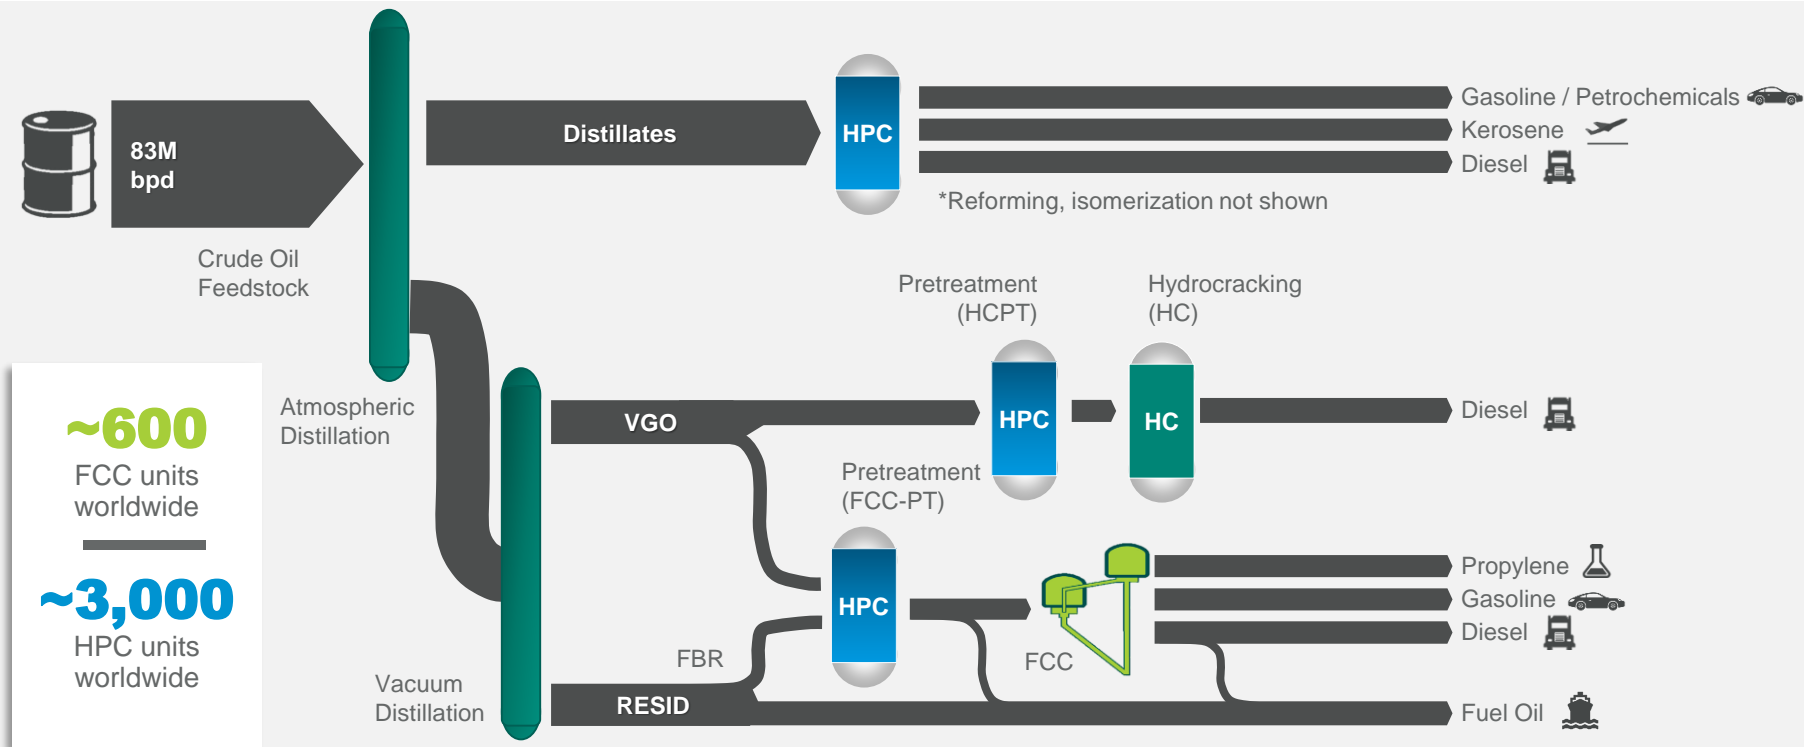 83M
bpd
Crude Oil
Feedstock
Distillates
HPC
Gasoline / Petrochemicals
Kerosene
Diesel
*Reforming, isomerization not shown
Atmospheric
Distillation
VGO
Pretreatment
(HCPT)
HPC
Hydrocracking
(HC)
HC
Diesel
Pretreatment
(FCC-PT)
HPC
FCC
Propylene
Gasoline
Diesel
FBR
Vacuum
Distillation
RESID
Fuel Oil
~600
FCC units
worldwide
~3,000
HPC units
worldwide